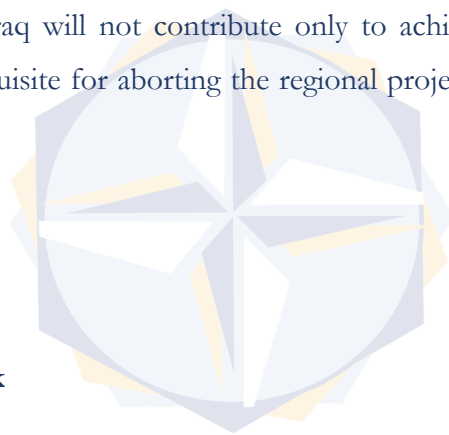 raq will not contribute only to achi
uisite for aborting the regional proje